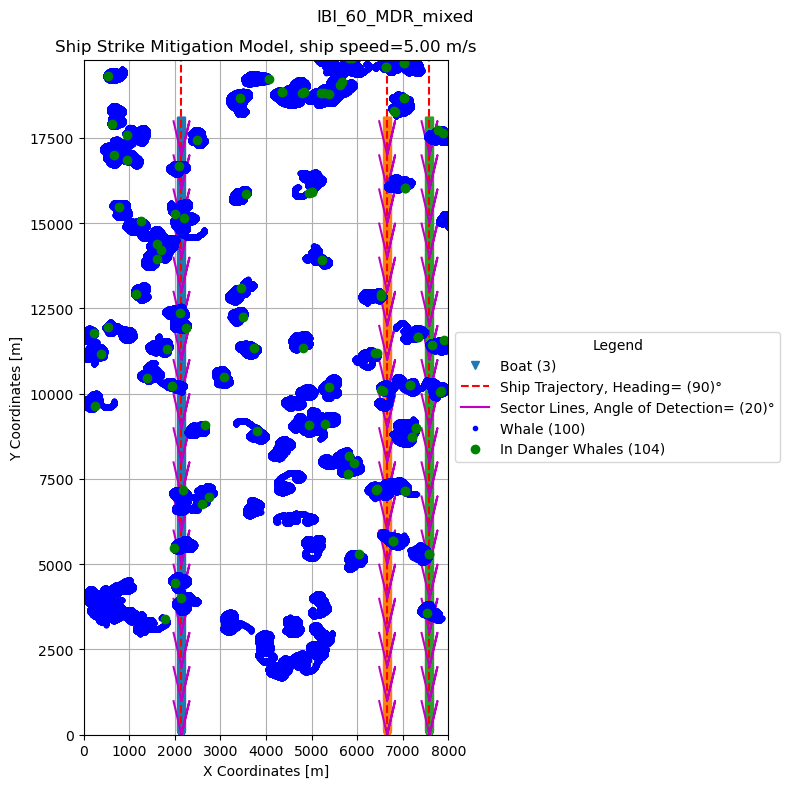 IBI_60_MDR_mixed
Ship Strike Mitigation Model, ship speed=5.00 m/s
17500
15000
12500
10000
7500
5000
2500
0
Y Coordinates [m]
0 1000 2000 3000 4000 5000 6000 7000 8000
X Coordinates [m]
Legend
Boat (3)
Ship Trajectory, Heading= (90)°
Sector Lines, Angle of Detection= (20)°
Whale (100)
In Danger Whales (104)